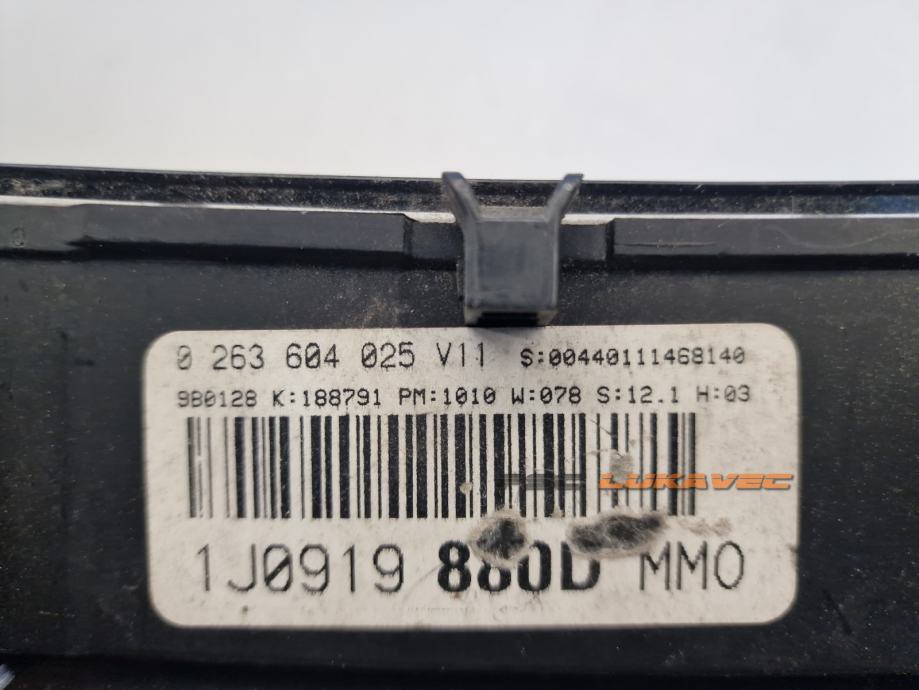 0 263 604 025 V11 S:00440111468140
9B0128 K:188791 PM:1010 W:078 S:12.1 H:03
LUKAVEC
1J0919 880D MMO